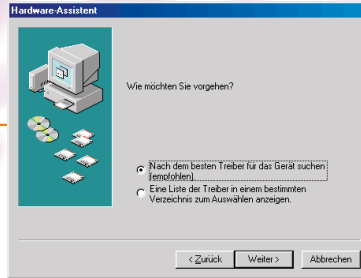 Hardware-Assistent
Wie möchten Sie vorgehen?
Nach dem besten Treiber für das Gerät suchen
(empfohlen).
Eine Liste der Treiber in einem bestimmten
Verzeichnis zum Auswählen anzeigen.
< Zurück
Weiter >
Abbrechen